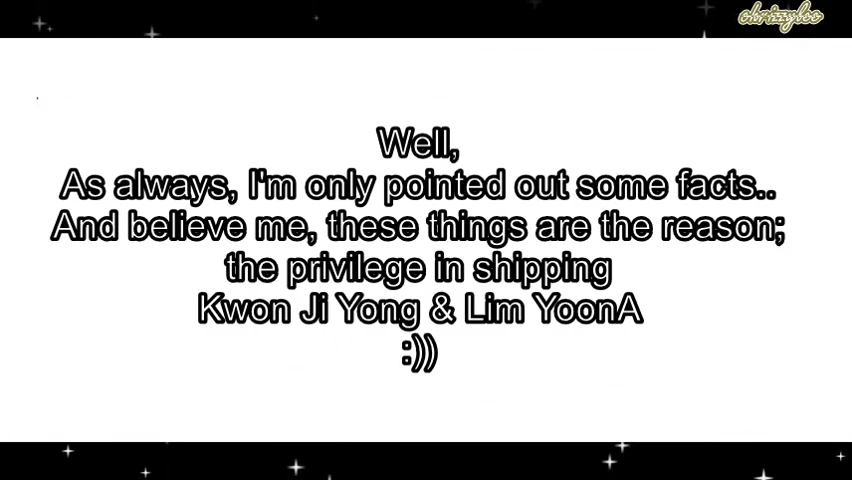 chrizzylee
Well,
As always, I'm only pointed out some facts..
And believe me, these things are the reason;
the privilege in shipping
Kwon Ji Yong & Lim YoonA
:))